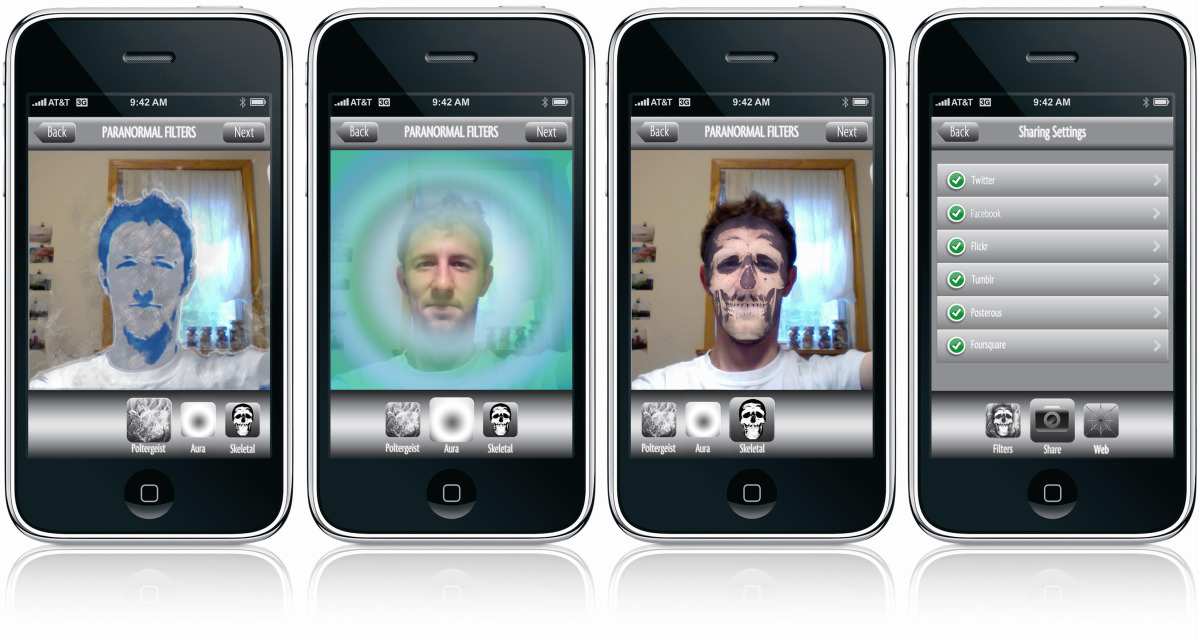 AT&T 3G 9:42 AM
Back PARANORMAL FILTERS Next
Poltergeist Aura Skeletal
AT&T 3G 9:42 AM
Back PARANORMAL FILTERS Next
Poltergeist Aura Skeletal
AT&T 3G 9:42 AM
Back PARANORMAL FILTERS Next
Poltergeist Aura Skeletal
AT&T 3G 9:42 AM
Back Sharing Settings
Twitter
Facebook
Flickr
Tumblr
Posterous
Foursquare
Filters Share Web